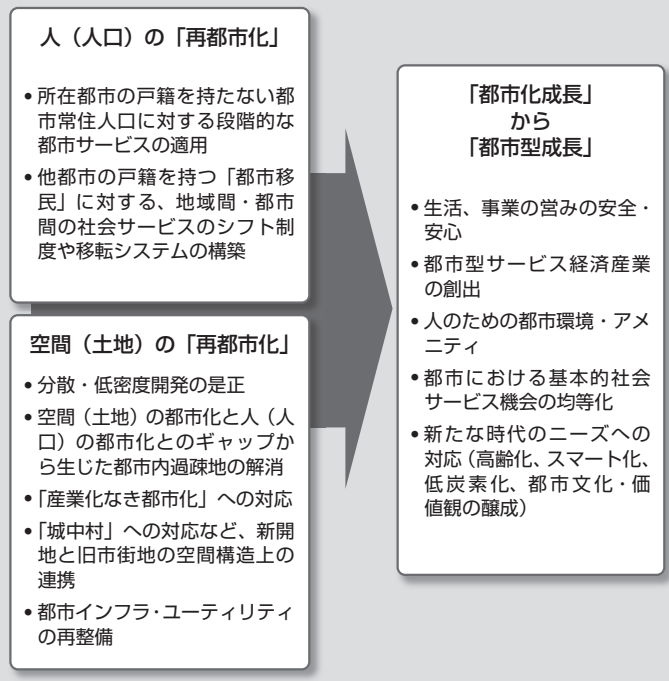 人（人口）の「再都市化」
•所在都市の戸籍を持たない都
市常住人口に対する段階的な
都市サービスの適用
•他都市の戸籍を持つ「都市移
民」に対する、地域間・都市
間の社会サービスのシフト制
度や移転システムの構築
空間（土地）の「再都市化」
•分散・低密度開発の是正
•空間（土地）の都市化と人（人
口）の都市化とのギャップか
ら生じた都市内過疎地の解消
•「産業化なき都市化」への対応
•「城中村」への対応など、新開
地と旧市街地の空間構造上の
連携
•都市インフラ・ユーティリティ
の再整備
「都市化成長」
から
「都市型成長」
•生活、事業の営みの安全・
安心
•都市型サービス経済産業
の創出
•人のための都市環境・アメ
ニティ
•都市における基本的社会
サービス機会の均等化
•新たな時代のニーズへの
対応（高齢化、スマート化、
低炭素化、都市文化・価
値観の醸成）